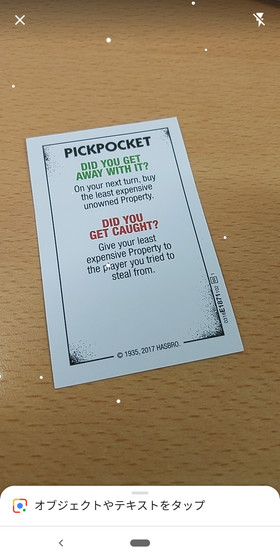 PICKPOCKET
DID YOU GET
AWAY WITH IT?
On your next turn, buy
the least expensive
unowned Property.
DID YOU
GET CAUGHT?
Give your least
expensive Property to
the player you tried to
steal from.
© 1935, 2017 HASBRO.
オブジェクトやテキストをタップ